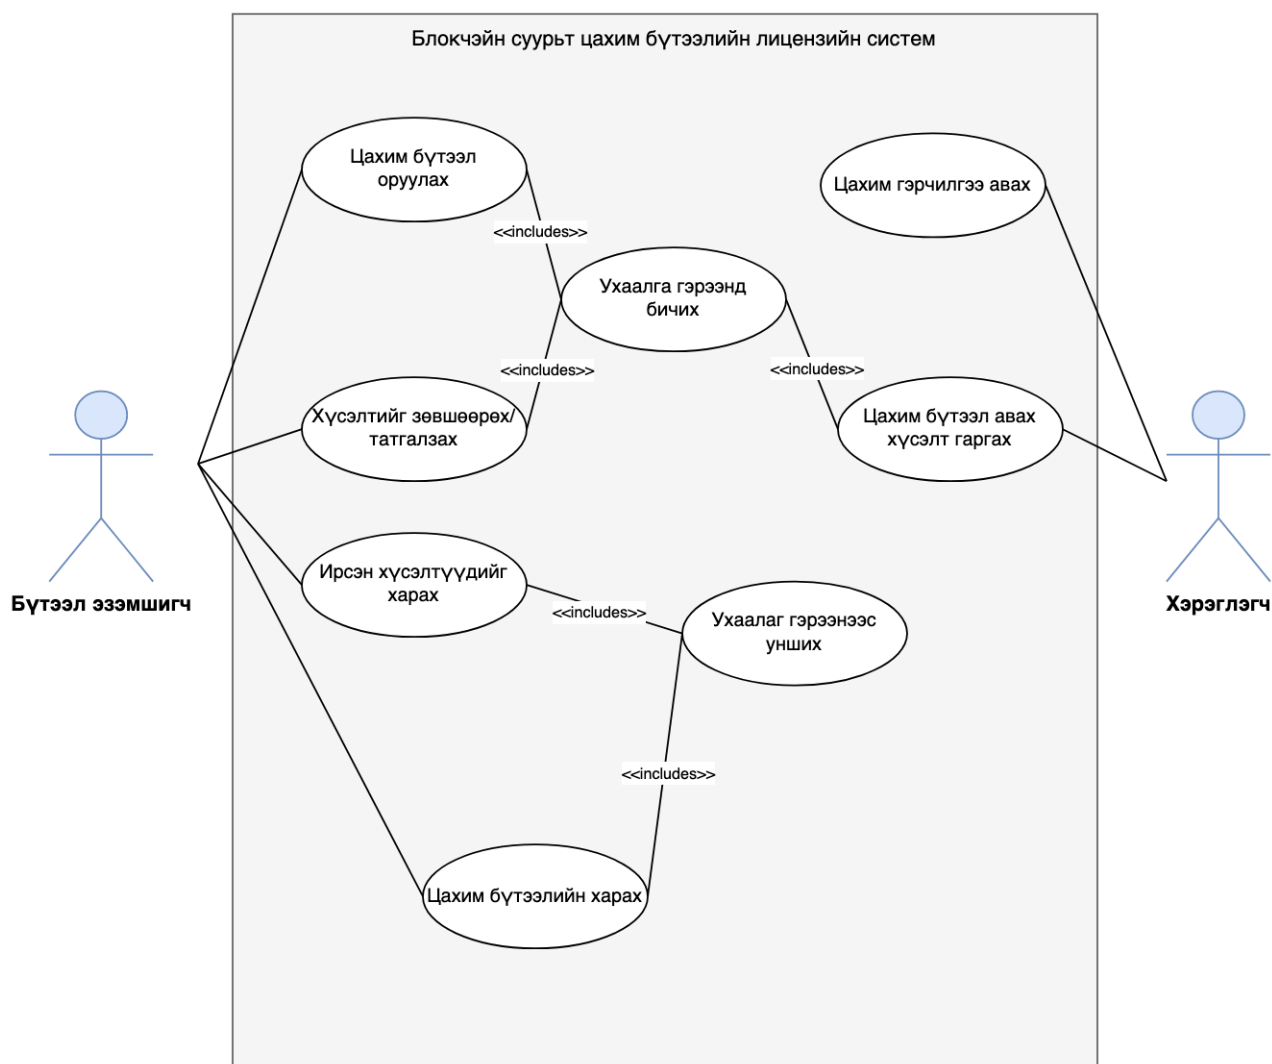 Блокчэйн суурьт цахим бүтээлийн лицензийн систем
Цахим бүтээл
оруулах
Цахим гэрчилгээ авах
<<includes>>
Ухаалга гэрээнд
бичих
<<includes>>
<<includes>>
Хүсэлтийг зөвшөөрөх/
татгалзах
Цахим бүтээл авах
хүсэлт гаргах
Бүтээл эзэмшигч
Хэрэглэгч
Ирсэн хүсэлтүүдийг
харах
<<includes>>
Ухаалаг гэрээнээс
унших
<<includes>>
Цахим бүтээлийн харах